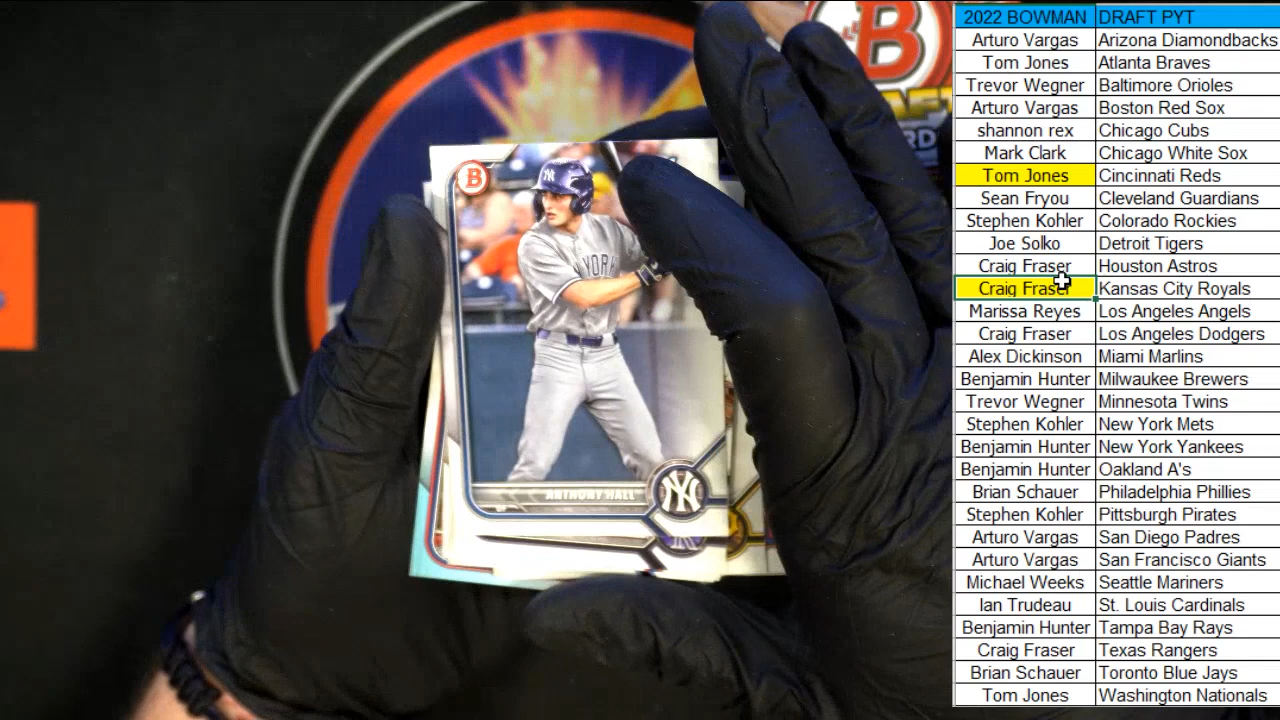 2022 BOWMAN DRAFT PYT
Arturo Vargas Arizona Diamondbacks
Tom Jones Atlanta Braves
Trevor Wegner Baltimore Orioles
Arturo Vargas Boston Red Sox
shannon rex Chicago Cubs
Mark Clark Chicago White Sox
Tom Jones Cincinnati Reds
Sean Fryou Cleveland Guardians
Stephen Kohler Colorado Rockies
Joe Solko Detroit Tigers
Craig Fraser Houston Astros
Craig Fraser Kansas City Royals
Marissa Reyes Los Angeles Angels
Craig Fraser Los Angeles Dodgers
Alex Dickinson Miami Marlins
Benjamin Hunter Milwaukee Brewers
Trevor Wegner Minnesota Twins
Stephen Kohler New York Mets
Benjamin Hunter New York Yankees
Benjamin Hunter Oakland A's
Brian Schauer Philadelphia Phillies
Stephen Kohler Pittsburgh Pirates
Arturo Vargas San Diego Padres
Arturo Vargas San Francisco Giants
Michael Weeks Seattle Mariners
Ian Trudeau St. Louis Cardinals
Benjamin Hunter Tampa Bay Rays
Craig Fraser Texas Rangers
Brian Schauer Toronto Blue Jays
Tom Jones Washington Nationals
B
B
NY
YORK
ANTHONY HALL
NY